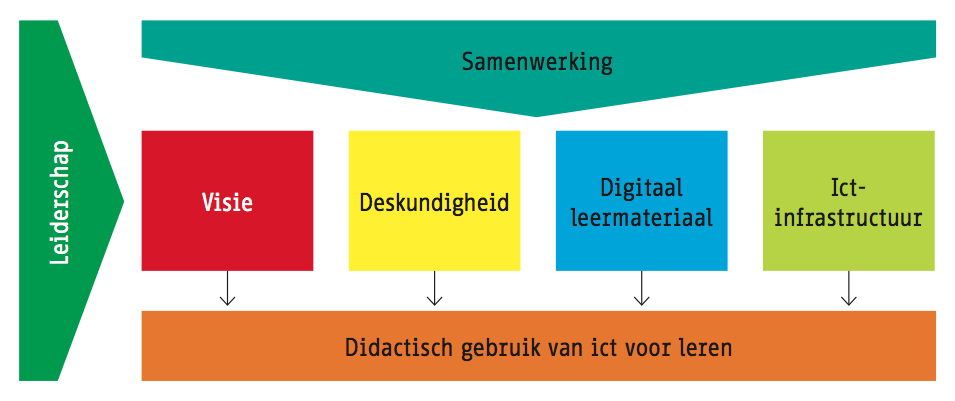 Leiderschap
Samenwerking
Visie
Deskundigheid
Digitaal
leermateriaal
Ict-
infrastructuur
Didactisch gebruik van ict voor leren